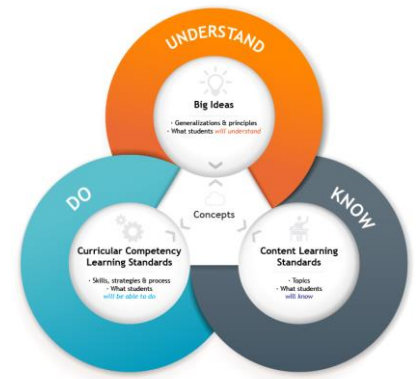 UNDERSTAND
Big Ideas
- Generalizations & principles
- What students will understand
DO
KNOW
Concepts
Curricular Competency
Learning Standards
- Skills, strategies & process
- What students
will be able to do
Content Learning
Standards
- Topics
- What students
will know